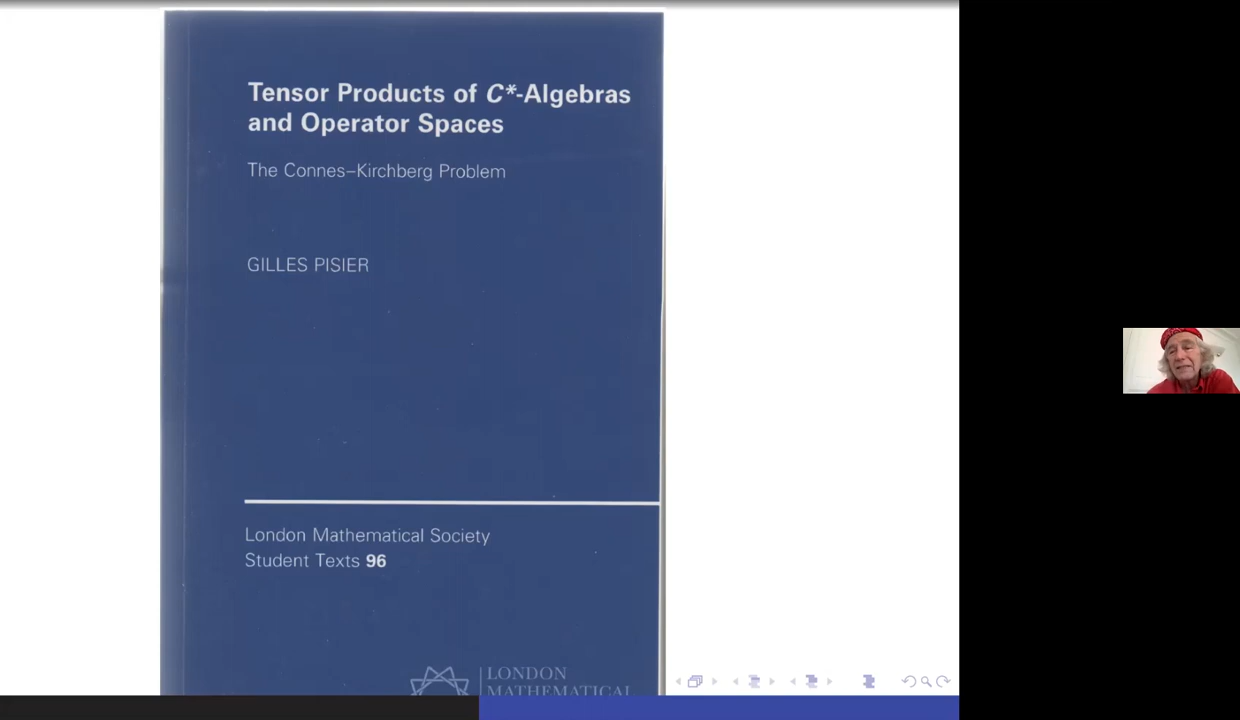 Tensor Products of C*-Algebras
and Operator Spaces
The Connes–Kirchberg Problem
GILLES PISIER
London Mathematical Society
Student Texts 96
LONDON
MATHEMATICAL